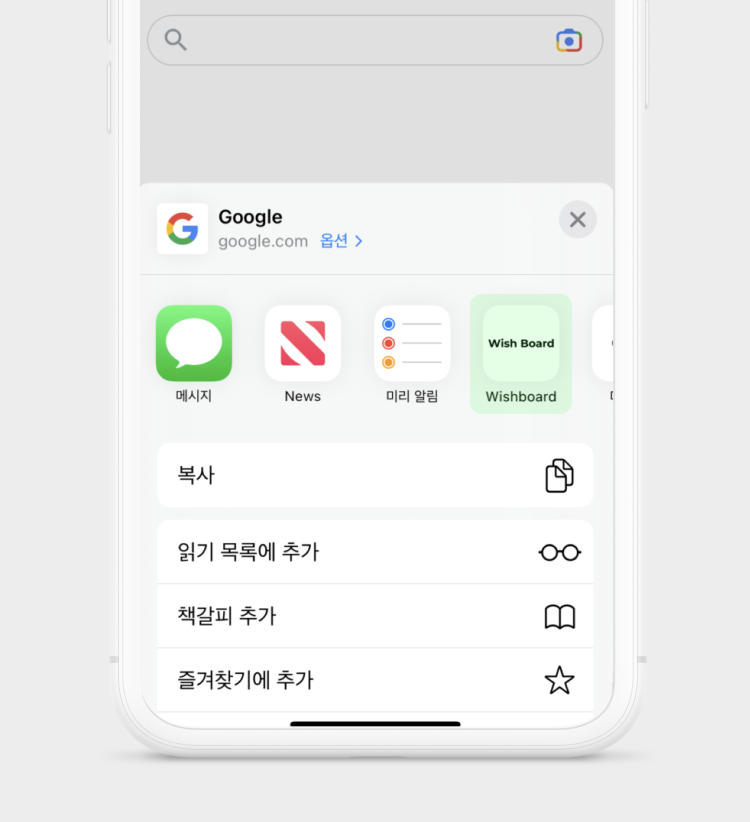 Google
google.com 옵션
Wish Board
메시지
News
미리 알림
Wishboard
복사
읽기 목록에 추가
책갈피 추가
즐겨찾기에 추가